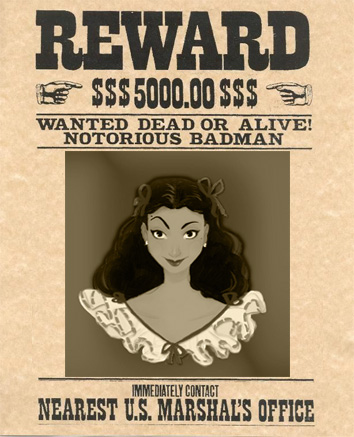 REWARD
$$$ 5000.00 $$$
WANTED DEAD OR ALIVE!
NOTORIOUS BADMAN
IMMEDIATELY CONTACT
NEAREST U.S. MARSHAL'S OFFICE